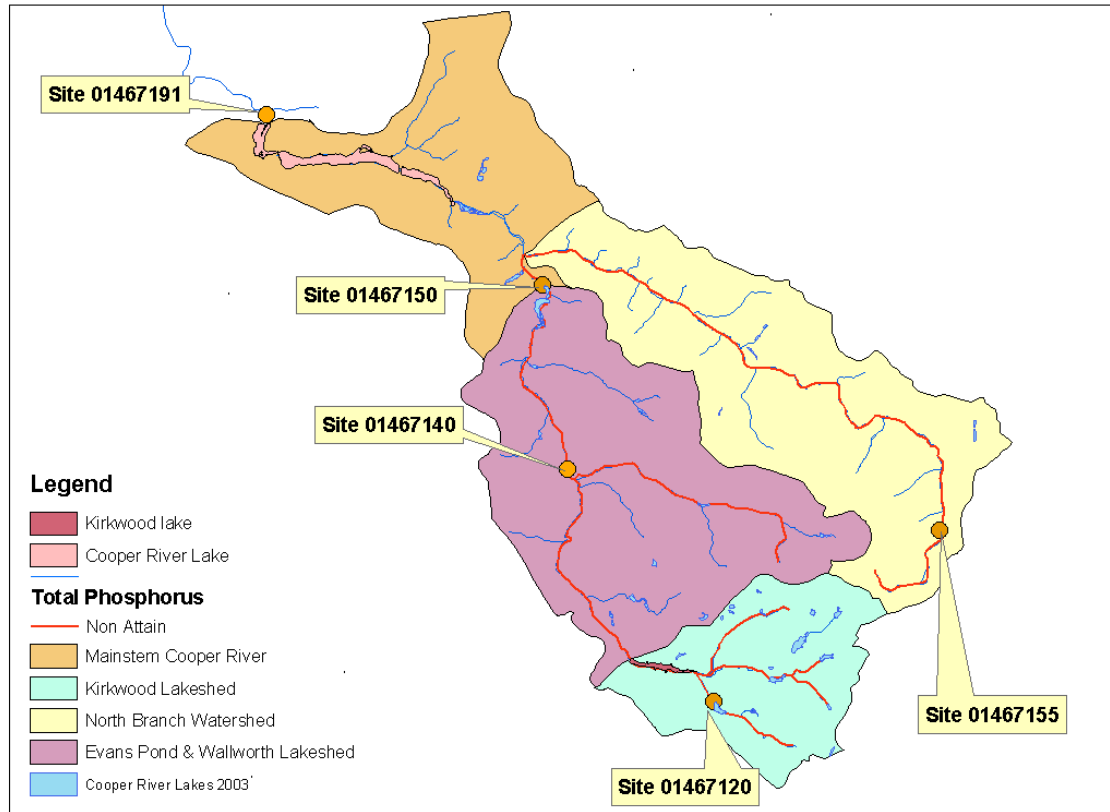 Site 01467191
Site 01467150
Site 01467140
Legend
Kirkwood lake
Cooper River Lake
Total Phosphorus
Non Attain
Mainstem Cooper River
Kirkwood Lakeshed
North Branch Watershed
Evans Pond & Wallworth Lakeshed
Cooper River Lakes 2003
Site 01467155
Site 01467120